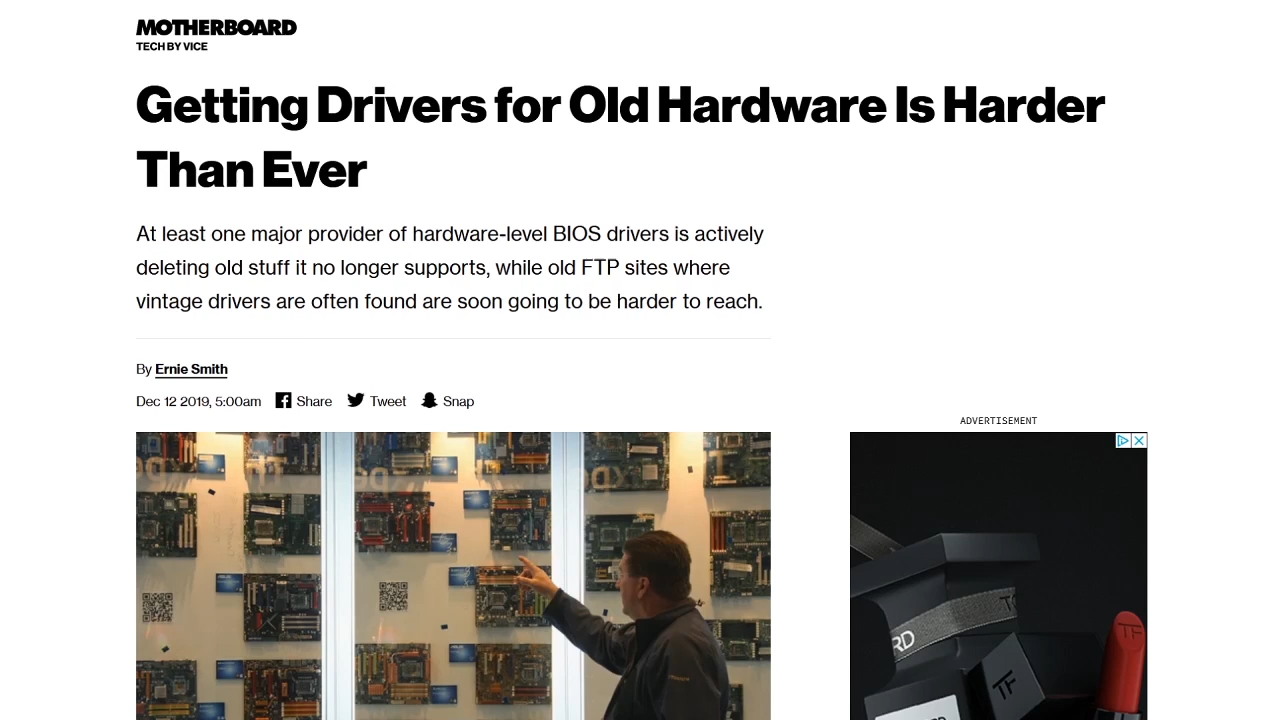 MOTHERBOARD
TECH BY VICE
Getting Drivers for Old Hardware Is Harder
Than Ever
At least one major provider of hardware-level BIOS drivers is actively
deleting old stuff it no longer supports, while old FTP sites where
vintage drivers are often found are soon going to be harder to reach.
By Ernie Smith
Dec 12 2019, 5:00am Share Tweet Snap
ADVERTISEMENT
TF
TF